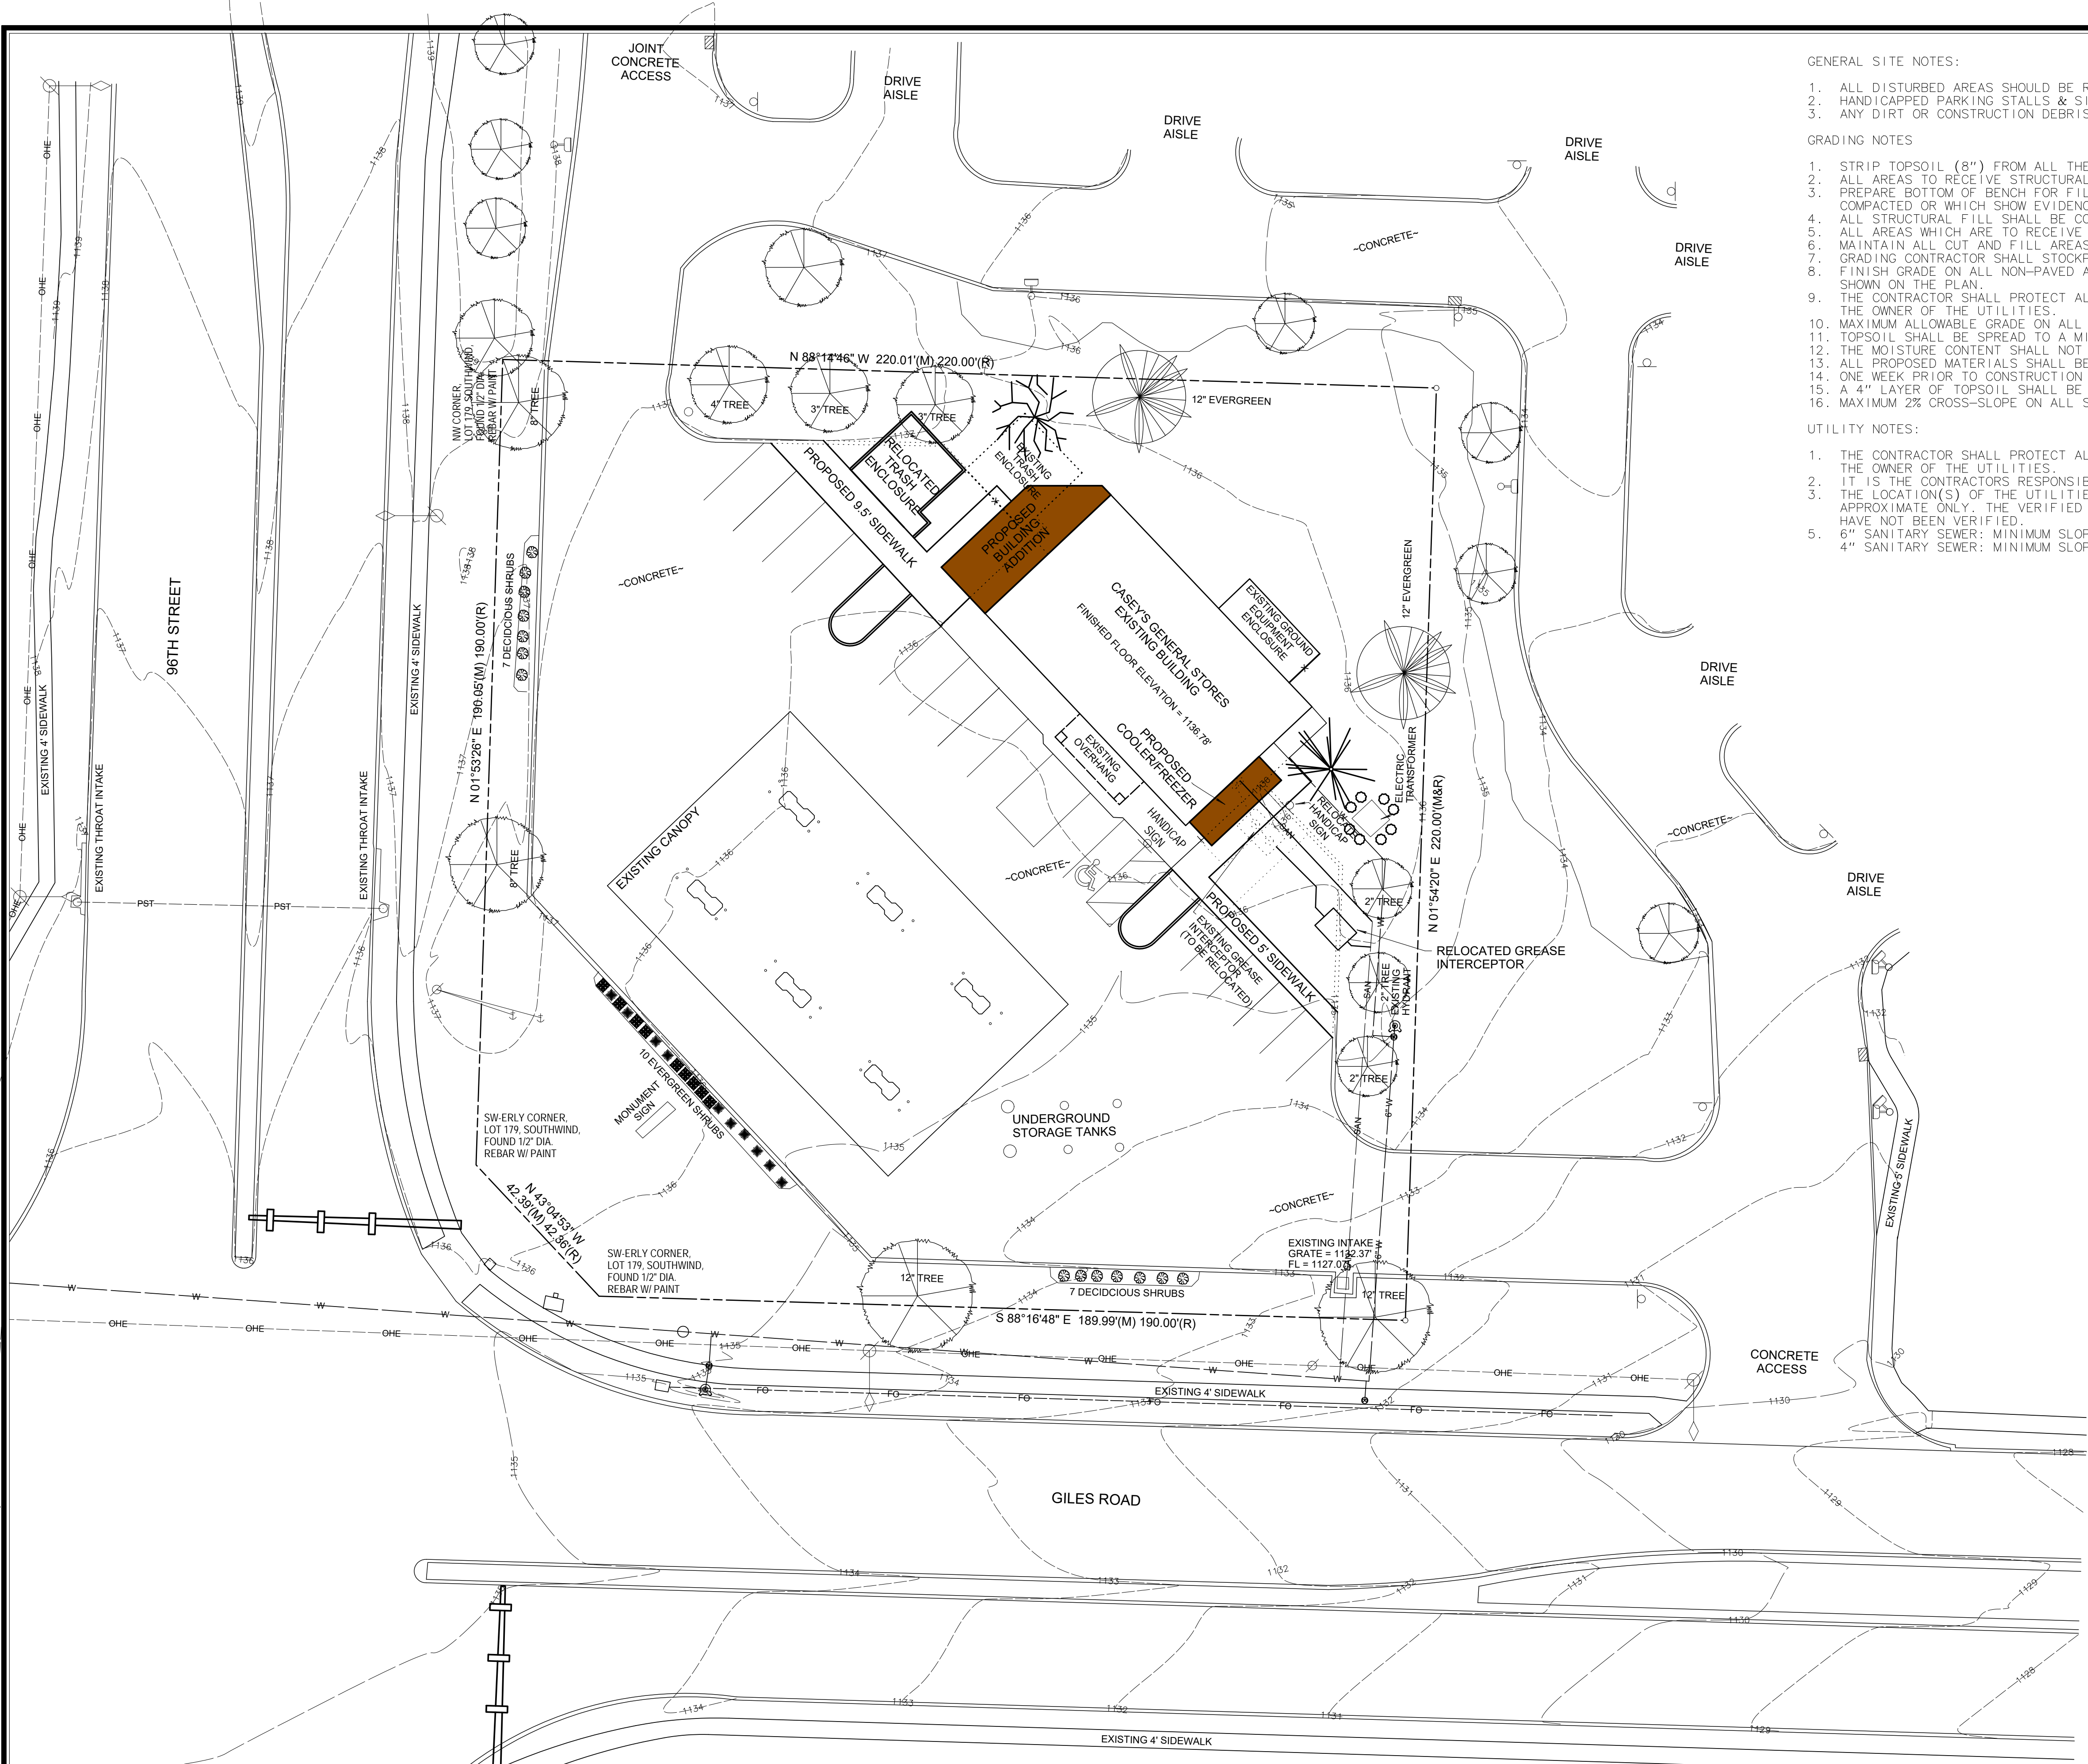 JOINT
CONCRETE
ACCESS
DRIVE
AISLE
DRIVE
AISLE
DRIVE
AISLE
DRIVE
AISLE
DRIVE
AISLE
DRIVE
AISLE
GENERAL SITE NOTES:
1. ALL DISTURBED AREAS SHOULD BE
2. HANDICAPPED PARKING STALLS &
3. ANY DIRT OR CONSTRUCTION DEBRIS
GRADING NOTES
1. STRIP TOPSOIL (8") FROM ALL THE
2. ALL AREAS TO RECEIVE STRUCTURAL
3. PREPARE BOTTOM OF BENCH FOR
COMPACTED OR WHICH SHOW
4. ALL STRUCTURAL FILL SHALL BE
5. ALL AREAS WHICH ARE TO RECEIVE
6. MAINTAIN ALL CUT AND FILL AREAS
7. GRADING CONTRACTOR SHALL
8. FINISH GRADE ON ALL NON-PAVED
SHOWN ON THE PLAN.
9. THE CONTRACTOR SHALL PROTECT
THE OWNER OF THE UTILITIES.
10. MAXIMUM ALLOWABLE GRADE ON ALL
11. TOPSOIL SHALL BE SPREAD TO A
12. THE MOISTURE CONTENT SHALL NOT
13. ALL PROPOSED MATERIALS SHALL BE
14. ONE WEEK PRIOR TO CONSTRUCTION
15. A 4" LAYER OF TOPSOIL SHALL BE
16. MAXIMUM 2% CROSS-SLOPE ON ALL
UTILITY NOTES:
1. THE CONTRACTOR SHALL PROTECT
THE OWNER OF THE UTILITIES.
2. IT IS THE CONTRACTORS
3. THE LOCATION(S) OF THE
APPROXIMATE ONLY. THE VERIFIED
HAVE NOT BEEN VERIFIED.
5. 6" SANITARY SEWER: MINIMUM
4" SANITARY SEWER: MINIMUM
~CONCRETE~
N 88°14'46" W 220.01'(M) 220.00'(R)
NW CORNER,
LOT 179, SOUTHWIND,
FOUND 1/2" DIA.
REBAR W/ PAINT
8" TREE
4" TREE
3" TREE
3" TREE
12" EVERGREEN
RELOCATED
TRASH
ENCLOSURE
EXISTING
TRASH
ENCLOSURE
PROPOSED 9.5' SIDEWALK
PROPOSED
BUILDING
ADDITION
~CONCRETE~
7 DECIDCIOUS SHRUBS
N 01°53'26" E 190.05'(M) 190.00'(R)
EXISTING 4' SIDEWALK
96TH STREET
EXISTING 4' SIDEWALK
EXISTING THROAT INTAKE
EXISTING THROAT INTAKE
PST
PST
CASEY'S GENERAL STORES
EXISTING BUILDING
FINISHED FLOOR ELEVATION = 1136.78'
EXISTING GROUND
EQUIPMENT
ENCLOSURE
12" EVERGREEN
PROPOSED
COOLER/FREEZER
EXISTING
OVERHANG
ELECTRIC
TRANSFORMER
RELOCATE
HANDICAP
SIGN
HANDICAP
SIGN
EXISTING CANOPY
~CONCRETE~
~CONCRETE~
N 01°54'20" E 220.00'(M&R)
8" TREE
2" TREE
PROPOSED 5' SIDEWALK
EXISTING GREASE
INTERCEPTOR
(TO BE RELOCATED)
RELOCATED GREASE
INTERCEPTOR
2" TREE
EXISTING
HYDRANT
2" TREE
SAN
SAN
6" W
10 EVERGREEN SHRUBS
MONUMENT
SIGN
UNDERGROUND
STORAGE TANKS
SW-ERLY CORNER,
LOT 179, SOUTHWIND,
FOUND 1/2" DIA.
REBAR W/ PAINT
N 43°04'53" W
42.39'(M) 42.36'(R)
SW-ERLY CORNER,
LOT 179, SOUTHWIND,
FOUND 1/2" DIA.
REBAR W/ PAINT
~CONCRETE~
EXISTING INTAKE
GRATE = 1132.37'
FL = 1127.07'
12" TREE
7 DECIDCIOUS SHRUBS
12" TREE
S 88°16'48" E 189.99'(M) 190.00'(R)
EXISTING 5' SIDEWALK
CONCRETE
ACCESS
EXISTING 4' SIDEWALK
GILES ROAD
EXISTING 4' SIDEWALK